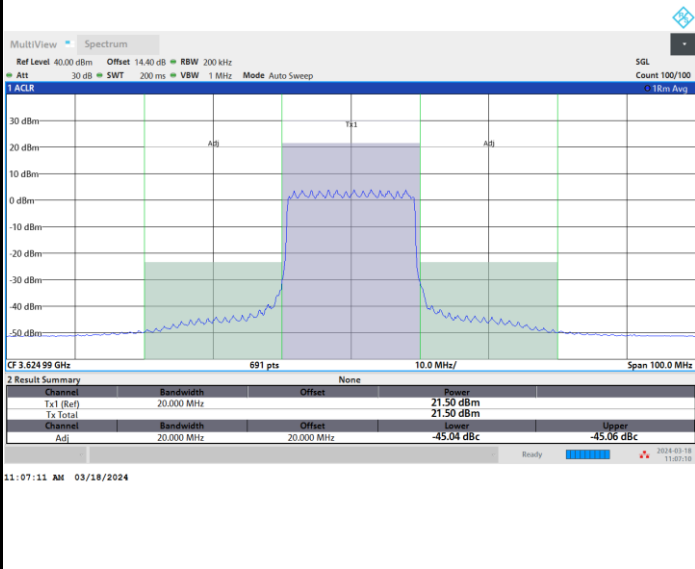 MultiView Spectrum
Ref Level 40.00 dBm Offset 14.40 dB RBW 200 kHz SGL
Att 30 dB SWT 200 ms VBW 1 MHz Mode Auto Sweep Count 100/100
1 ACLR 1Rm Avg
30 dBm
Tx1
20 dBm Adj Adj
10 dBm
0 dBm
-10 dBm
-20 dBm
-30 dBm
-40 dBm
-50 dBm
CF 3.624 99 GHz 691 pts 10.0 MHz/ Span 100.0 MHz
2 Result Summary None
Channel Bandwidth Offset Power
Tx1 (Ref) 20.000 MHz 21.50 dBm
Tx Total 21.50 dBm
Channel Bandwidth Offset Lower Upper
Adj 20.000 MHz 20.000 MHz -45.04 dBc -45.06 dBc
Ready 2024-03-18
11:07:10
11:07:11 AM 03/18/2024